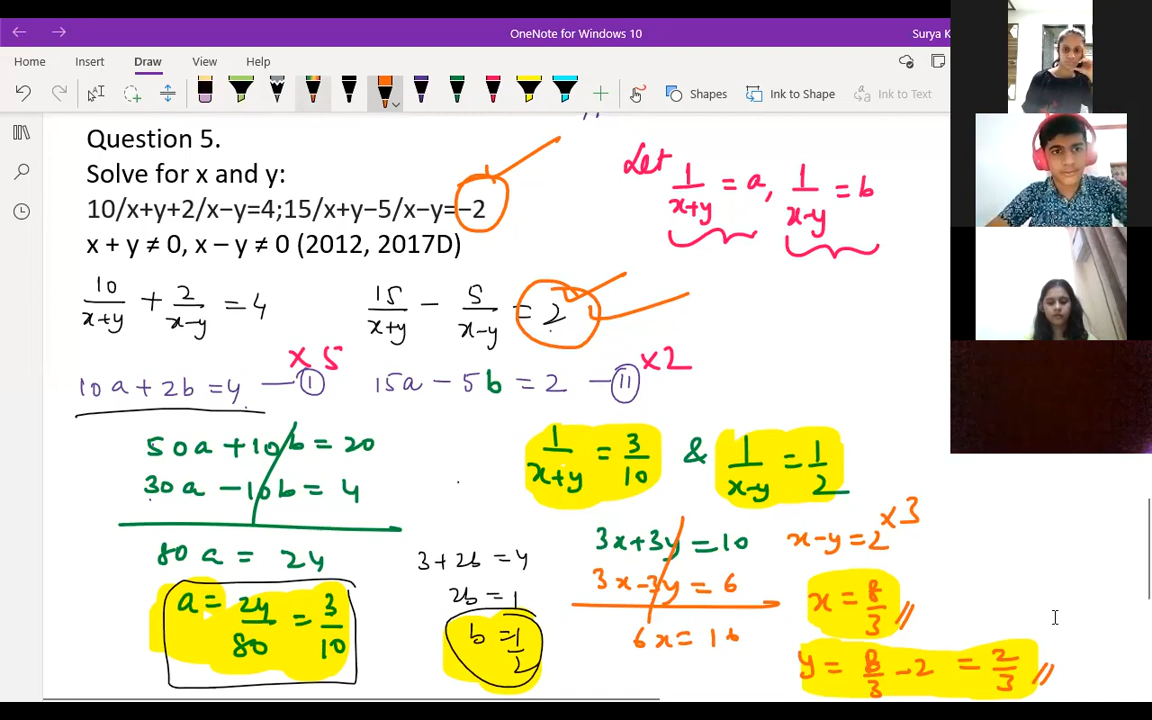 OneNote for Windows 10
Surya K
Home Insert Draw View Help
Shapes Ink to Shape Ink to Text
Question 5.
Solve for x and y:
10/x+y+2/x−y=4;15/x+y−5/x−y=−2
x + y ≠ 0, x – y ≠ 0 (2012, 2017D)
Let 1/x+y = a, 1/x-y = b
10/x+y + 2/x-y = 4
15/x+y - 5/x-y = 2
10a + 2b = 4 — I × 5
15a - 5b = 2 — II ×2
50a + 10b = 20
30a - 10b = 4
80a = 24
a = 24/80 = 3/10
3 + 2b = 4
2b = 1
b = 1/2
1/x+y = 3/10 & 1/x-y = 1/2
3x+3y = 10
x-y = 2 ×3
3x-3y = 6
6x = 16
x = 8/3 //
y = 8/3 - 2 = 2/3 //